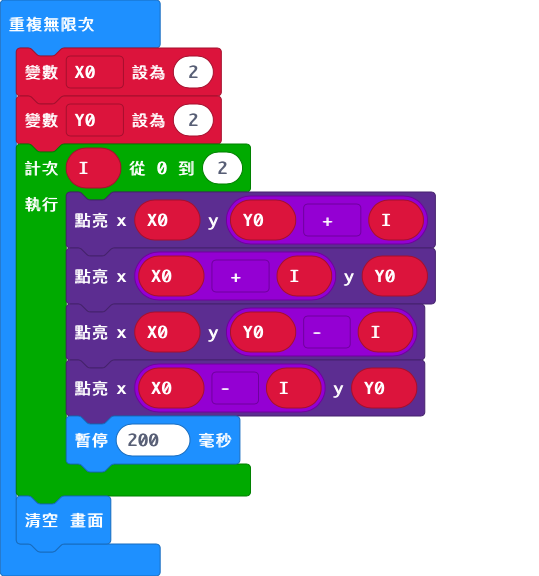 重複無限次
變數 X0 設為 2
變數 Y0 設為 2
計次 I 從 0 到 2
執行 點亮 x X0 y Y0 + I
點亮 x X0 + I y Y0
點亮 x X0 y Y0 - I
點亮 x X0 - I y Y0
暫停 200 毫秒
清空 畫面